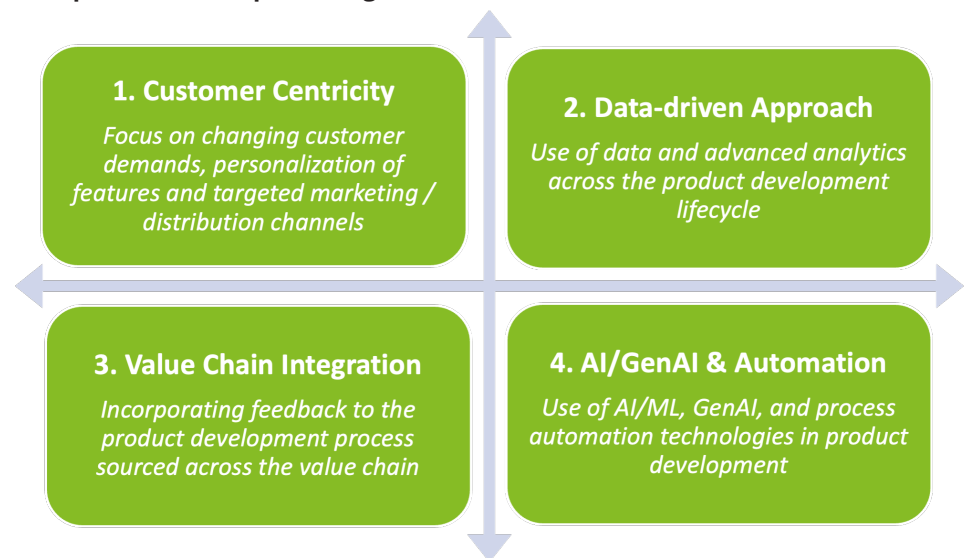 1. Customer Centricity
Focus on changing customer
demands, personalization of
features and targeted marketing /
distribution channels
2. Data-driven Approach
Use of data and advanced analytics
across the product development
lifecycle
3. Value Chain Integration
Incorporating feedback to the
product development process
sourced across the value chain
4. AI/GenAI & Automation
Use of AI/ML, GenAI, and process
automation technologies in product
development